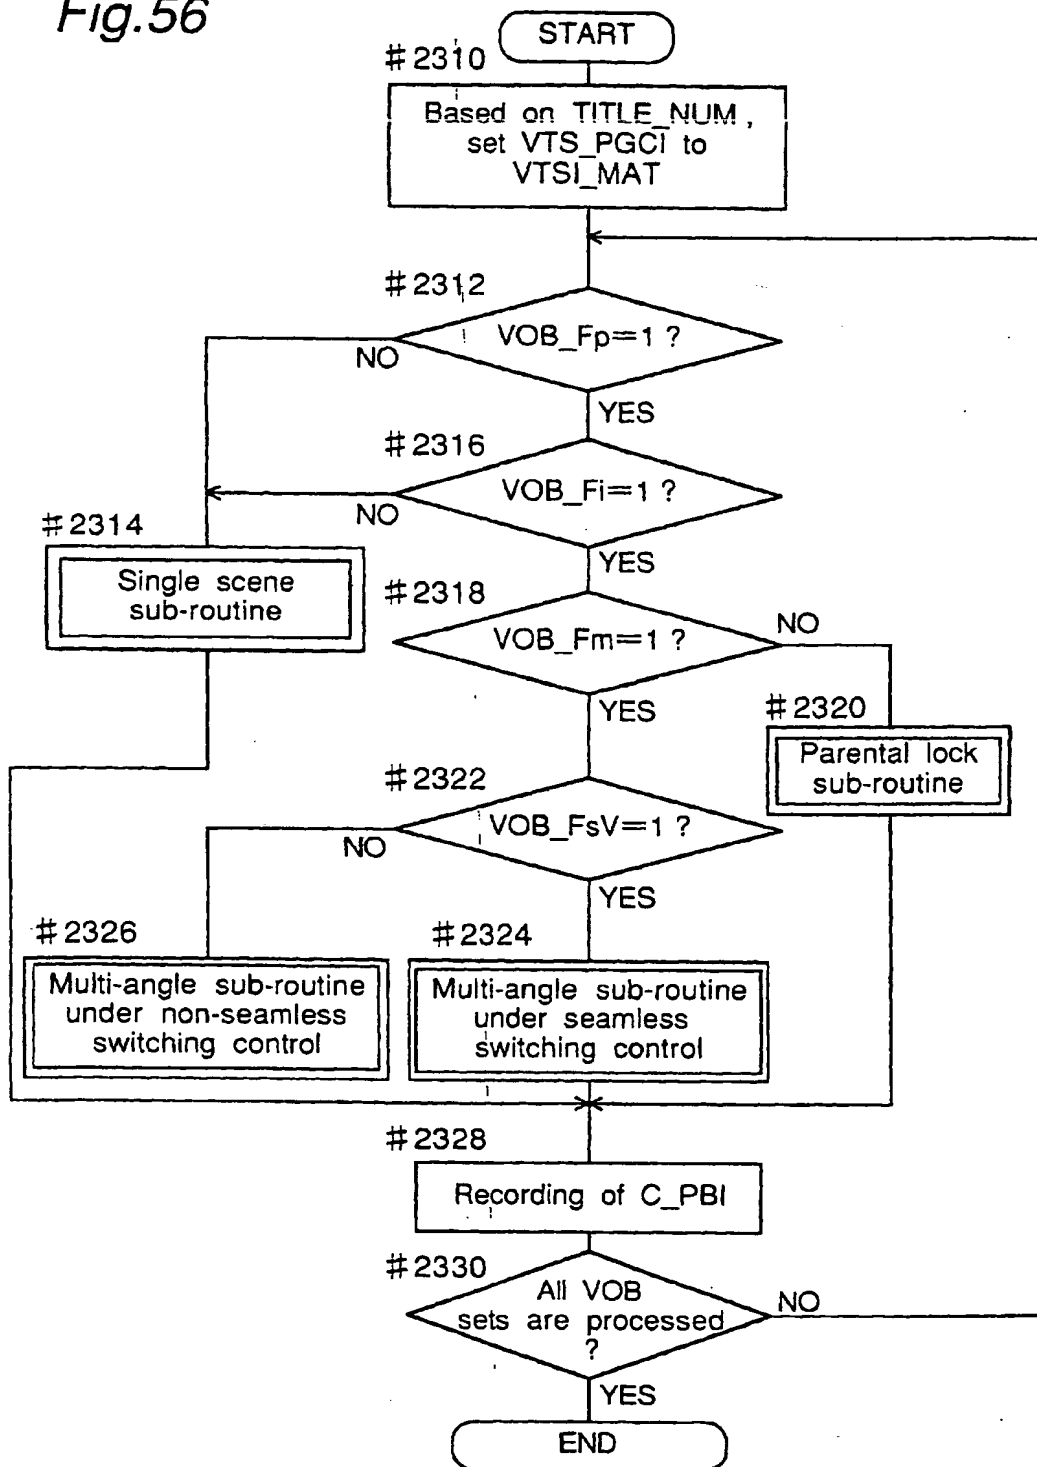 Fig.56
START
#2310
Based on TITLE_NUM,
set VTS_PGCI to
VTSI_MAT
#2312
VOB_Fp=1 ?
NO
YES
#2316
VOB_Fi=1 ?
NO
YES
#2314
Single scene
sub-routine
#2318
VOB_Fm=1 ?
NO
YES
#2320
Parental lock
sub-routine
#2322
VOB_FsV=1 ?
NO
YES
#2326
Multi-angle sub-routine
under non-seamless
switching control
#2324
Multi-angle sub-routine
under seamless
switching control
#2328
Recording of C_PBI
#2330
All VOB
sets are processed
?
NO
YES
END